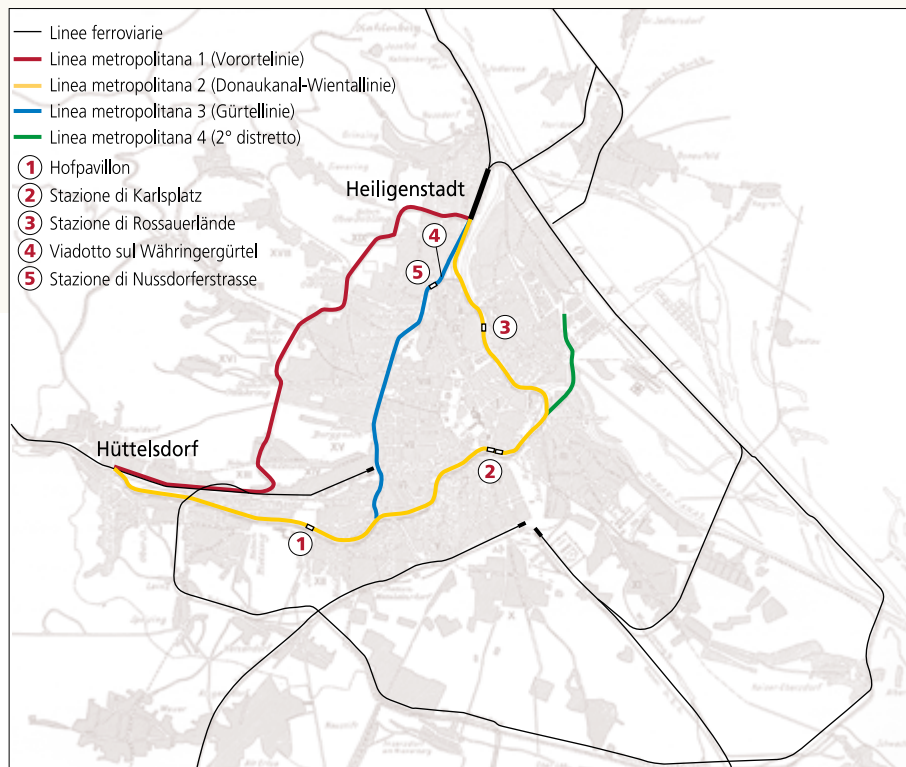 Linee ferroviarie
Linea metropolitana 1 (Vorortelinie)
Linea metropolitana 2 (Donaukanal-Wientallinie)
Linea metropolitana 3 (Gürtellinie)
Linea metropolitana 4 (2° distretto)
1 Hofpavillon
2 Stazione di Karlsplatz
3 Stazione di Rossauerlände
4 Viadotto sul Währingergürtel
5 Stazione di Nussdorferstrasse
Heiligenstadt
4
5
3
XVI
Hüttelsdorf
XV
2
1
X